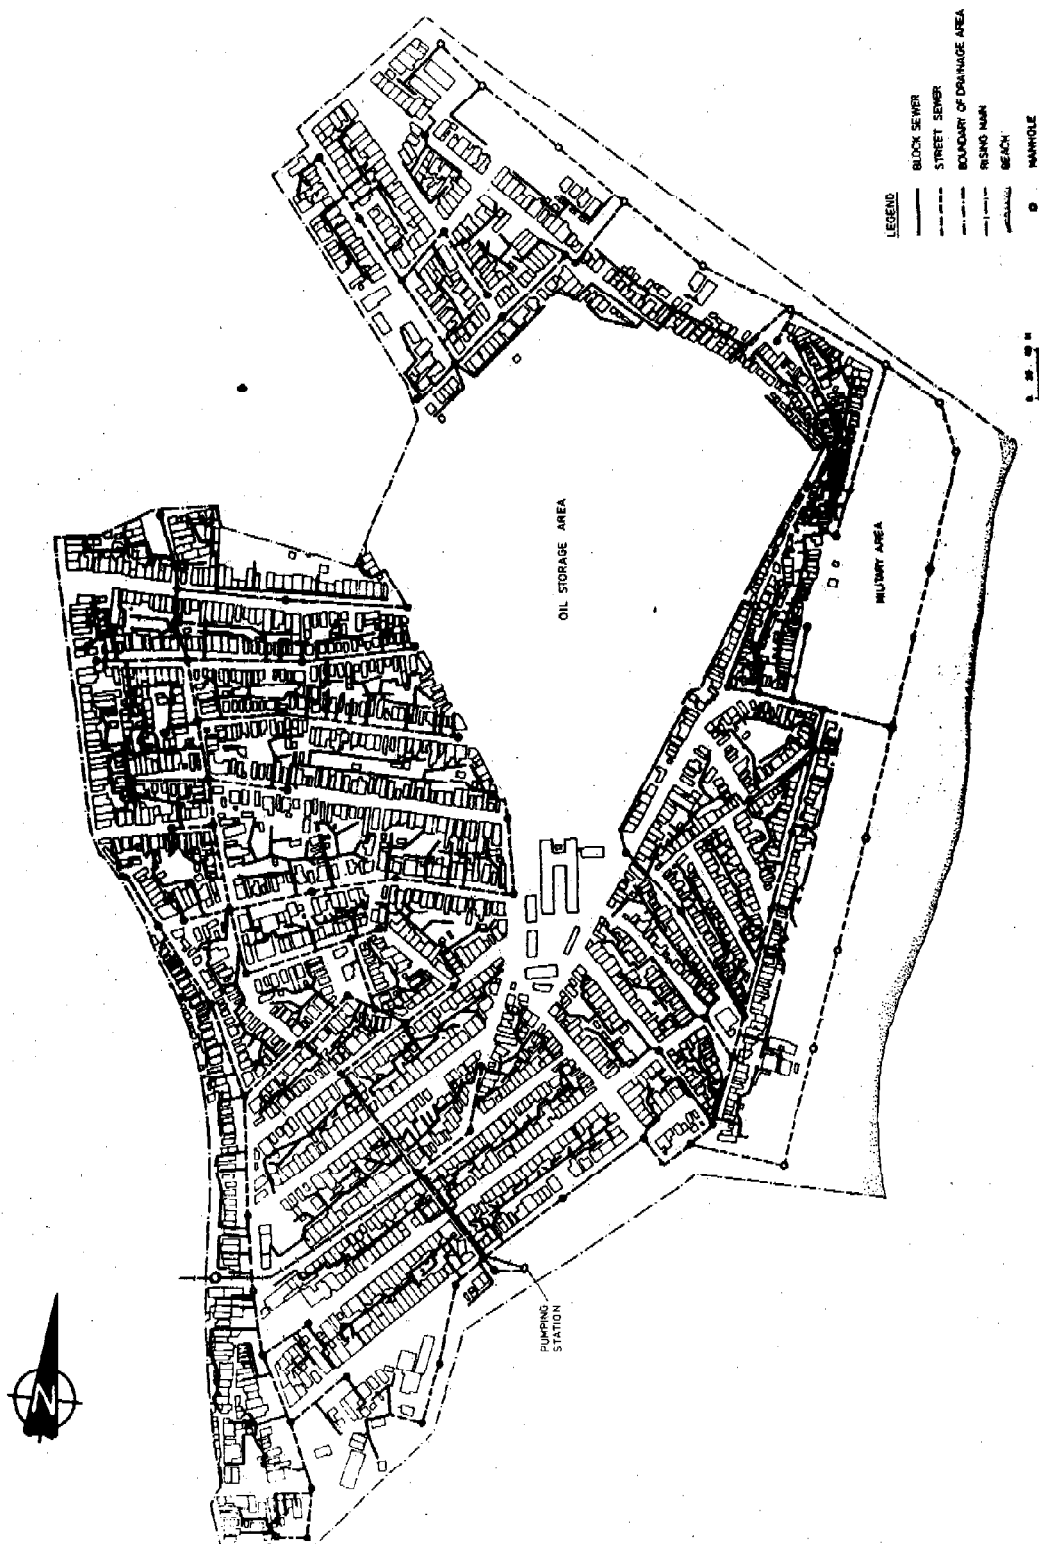 LEGEND
BLOCK SEWER
STREET SEWER
BOUNDARY OF DRAINAGE AREA
RISING MAIN
BEACH
MANHOLE
OIL STORAGE AREA
MILITARY AREA
PUMPING
STATION
N